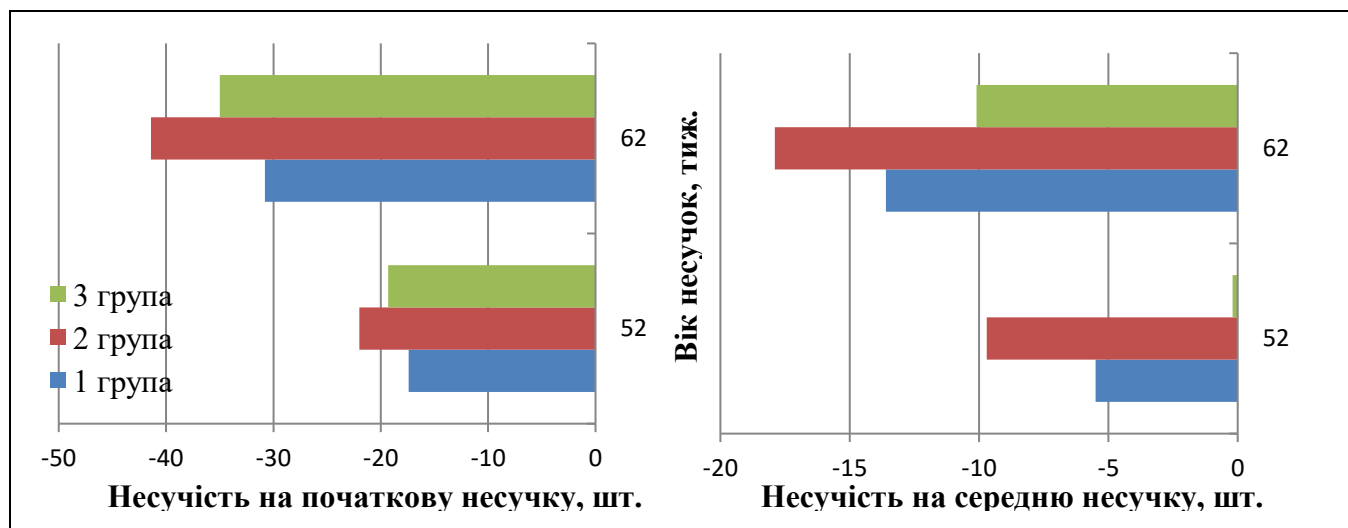 62
52
3 група
2 група
1 група
-50 -40 -30 -20 -10 0
Несучість на початкову несучку, шт.
Вік несучок, тиж.
62
52
-20 -15 -10 -5 0
Несучість на середню несучку, шт.